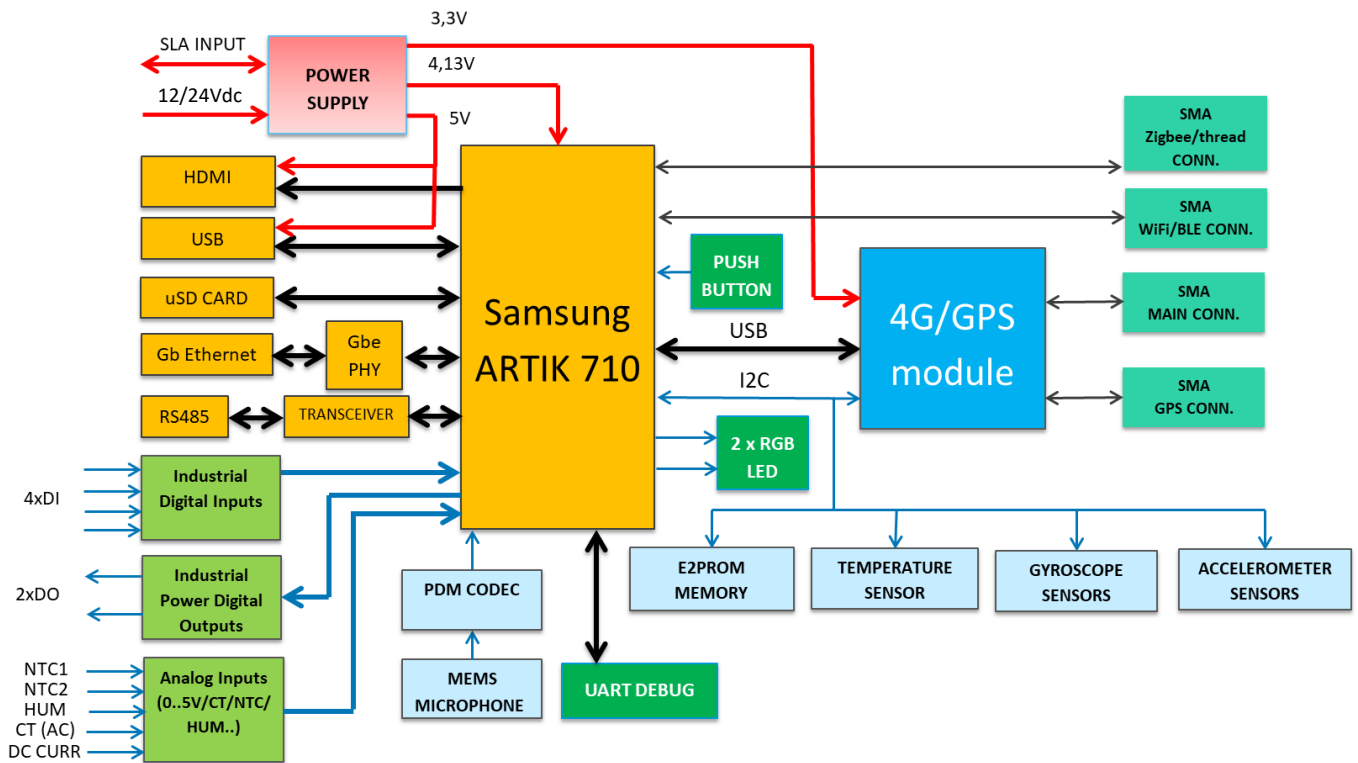 3,3V
SLA INPUT
POWER
SUPPLY
4,13V
12/24Vdc
5V
SMA
Zigbee/thread
CONN.
HDMI
SMA
WiFi/BLE CONN.
USB
PUSH
BUTTON
uSD CARD
Samsung
ARTIK 710
4G/GPS
module
SMA
MAIN CONN.
USB
Gb Ethernet
Gbe
PHY
I2C
SMA
GPS CONN.
RS485
TRANSCEIVER
2 x RGB
LED
4xDI
Industrial
Digital Inputs
E2PROM
MEMORY
TEMPERATURE
SENSOR
GYROSCOPE
SENSORS
ACCELEROMETER
SENSORS
2xDO
Industrial
Power Digital
Outputs
PDM CODEC
NTC1
NTC2
HUM
CT (AC)
DC CURR
Analog Inputs
(0..5V/CT/NTC/
HUM..)
MEMS
MICROPHONE
UART DEBUG